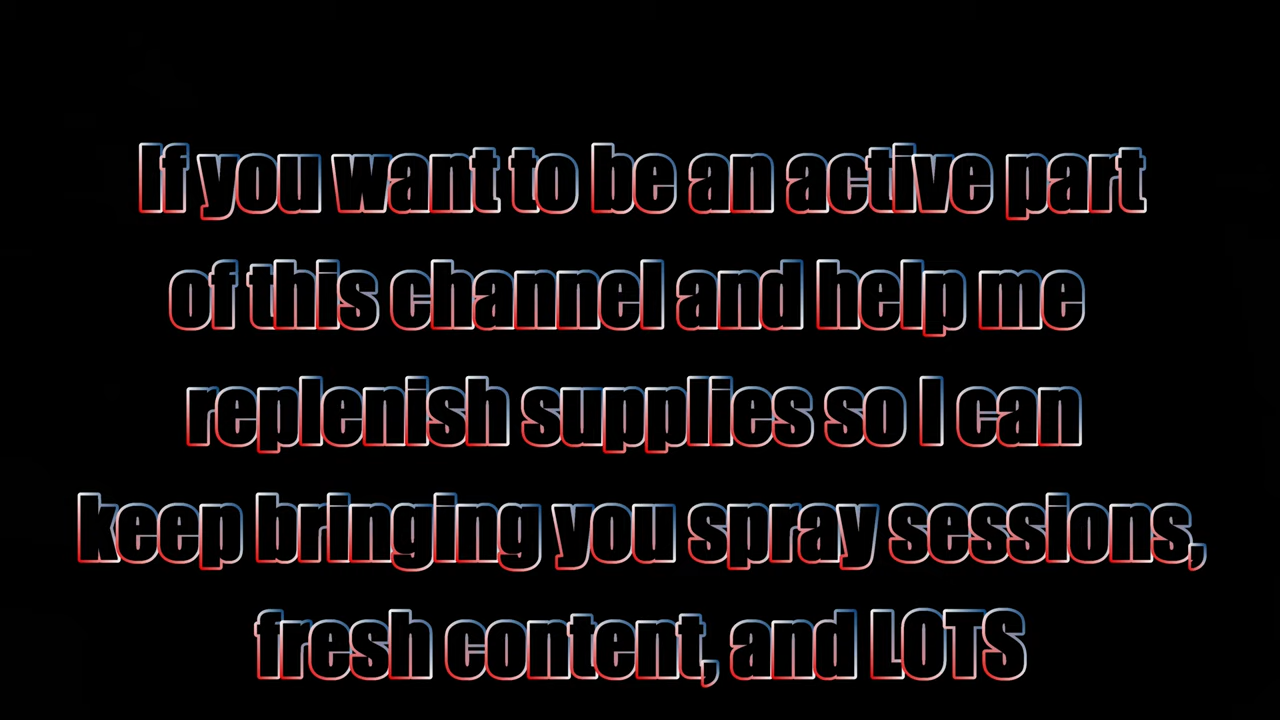 If you want to be an active part
of this channel and help me
replenish supplies so I can
keep bringing you spray sessions,
fresh content, and LOTS